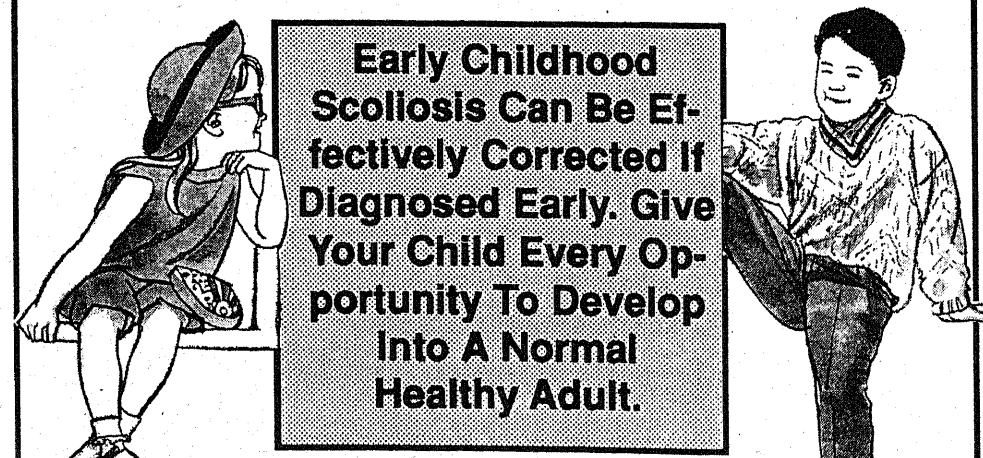 Early Childhood
Scoliosis Can Be Ef-
fectively Corrected If
Diagnosed Early. Give
Your Child Every Op-
portunity To Develop
Into A Normal
Healthy Adult.